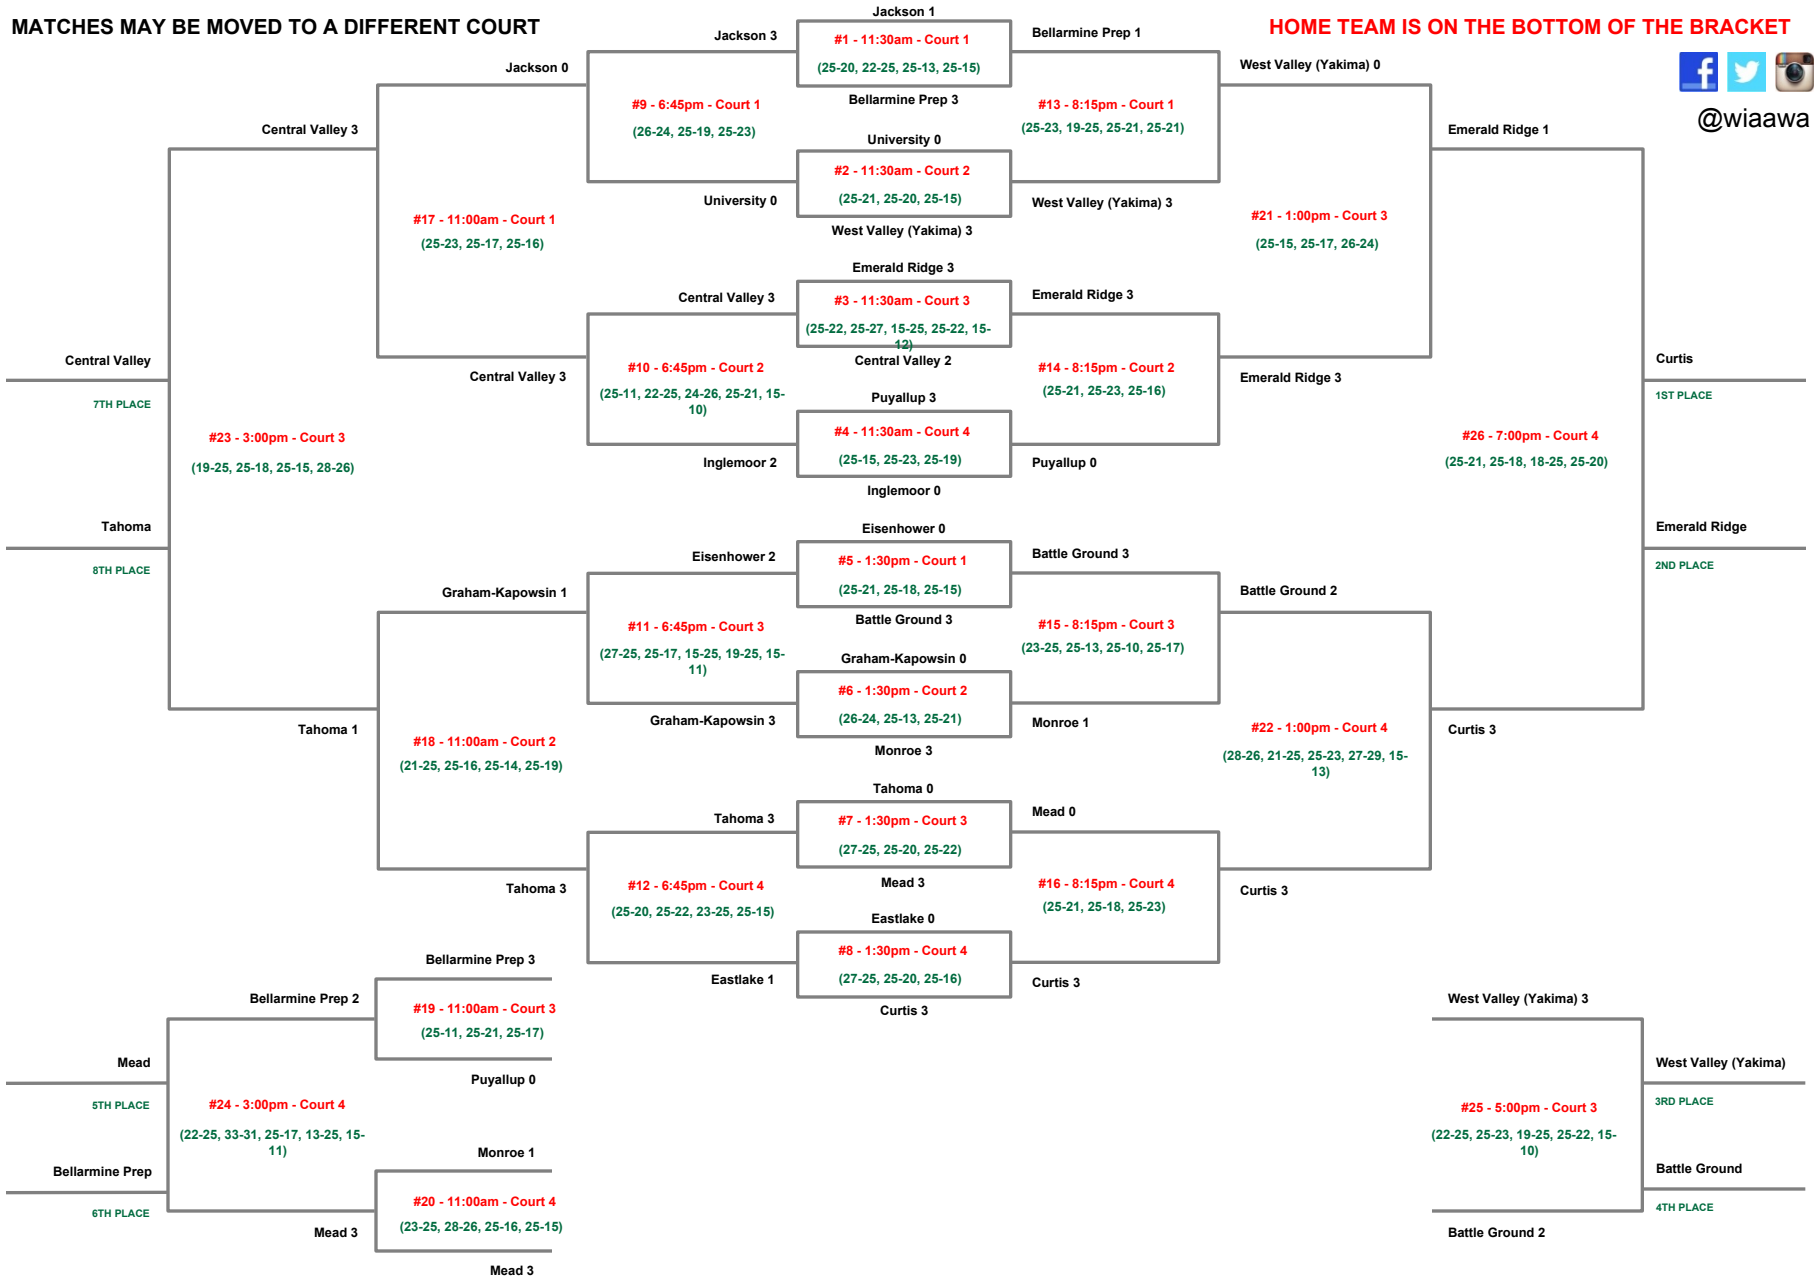 MATCHES MAY BE MOVED TO A DIFFERENT COURT
HOME TEAM IS ON THE BOTTOM OF THE BRACKET
@wiaawa
Jackson 1
#1 - 11:30am - Court 1
(25-20, 22-25, 25-13, 25-15)
Bellarmine Prep 3
University 0
#2 - 11:30am - Court 2
(25-21, 25-20, 25-15)
West Valley (Yakima) 3
Emerald Ridge 3
#3 - 11:30am - Court 3
(25-22, 25-27, 15-25, 25-22, 15-
12)
Central Valley 2
Puyallup 3
#4 - 11:30am - Court 4
(25-15, 25-23, 25-19)
Inglemoor 0
Eisenhower 0
#5 - 1:30pm - Court 1
(25-21, 25-18, 25-15)
Battle Ground 3
Graham-Kapowsin 0
#6 - 1:30pm - Court 2
(26-24, 25-13, 25-21)
Monroe 3
Tahoma 0
#7 - 1:30pm - Court 3
(27-25, 25-20, 25-22)
Mead 3
Eastlake 0
#8 - 1:30pm - Court 4
(27-25, 25-20, 25-16)
Curtis 3
Jackson 3
#9 - 6:45pm - Court 1
(26-24, 25-19, 25-23)
University 0
Central Valley 3
#10 - 6:45pm - Court 2
(25-11, 22-25, 24-26, 25-21, 15-
10)
Inglemoor 2
Eisenhower 2
#11 - 6:45pm - Court 3
(27-25, 25-17, 15-25, 19-25, 15-
11)
Graham-Kapowsin 3
Tahoma 3
#12 - 6:45pm - Court 4
(25-20, 25-22, 23-25, 25-15)
Eastlake 1
Bellarmine Prep 1
#13 - 8:15pm - Court 1
(25-23, 19-25, 25-21, 25-21)
West Valley (Yakima) 3
Emerald Ridge 3
#14 - 8:15pm - Court 2
(25-21, 25-23, 25-16)
Puyallup 0
Battle Ground 3
#15 - 8:15pm - Court 3
(23-25, 25-13, 25-10, 25-17)
Monroe 1
Mead 0
#16 - 8:15pm - Court 4
(25-21, 25-18, 25-23)
Curtis 3
Jackson 0
#17 - 11:00am - Court 1
(25-23, 25-17, 25-16)
Central Valley 3
Graham-Kapowsin 1
#18 - 11:00am - Court 2
(21-25, 25-16, 25-14, 25-19)
Tahoma 3
Bellarmine Prep 3
#19 - 11:00am - Court 3
(25-11, 25-21, 25-17)
Puyallup 0
Monroe 1
#20 - 11:00am - Court 4
(23-25, 28-26, 25-16, 25-15)
Mead 3
West Valley (Yakima) 0
#21 - 1:00pm - Court 3
(25-15, 25-17, 26-24)
Emerald Ridge 3
Battle Ground 2
#22 - 1:00pm - Court 4
(28-26, 21-25, 25-23, 27-29, 15-
13)
Curtis 3
Central Valley 3
#23 - 3:00pm - Court 3
(19-25, 25-18, 25-15, 28-26)
Tahoma 1
Central Valley
7TH PLACE
Tahoma
8TH PLACE
Bellarmine Prep 2
#24 - 3:00pm - Court 4
(22-25, 33-31, 25-17, 13-25, 15-
11)
Mead 3
Mead
5TH PLACE
Bellarmine Prep
6TH PLACE
West Valley (Yakima) 3
#25 - 5:00pm - Court 3
(22-25, 25-23, 19-25, 25-22, 15-
10)
Battle Ground 2
West Valley (Yakima)
3RD PLACE
Battle Ground
4TH PLACE
Emerald Ridge 1
#26 - 7:00pm - Court 4
(25-21, 25-18, 18-25, 25-20)
Curtis 3
Curtis
1ST PLACE
Emerald Ridge
2ND PLACE